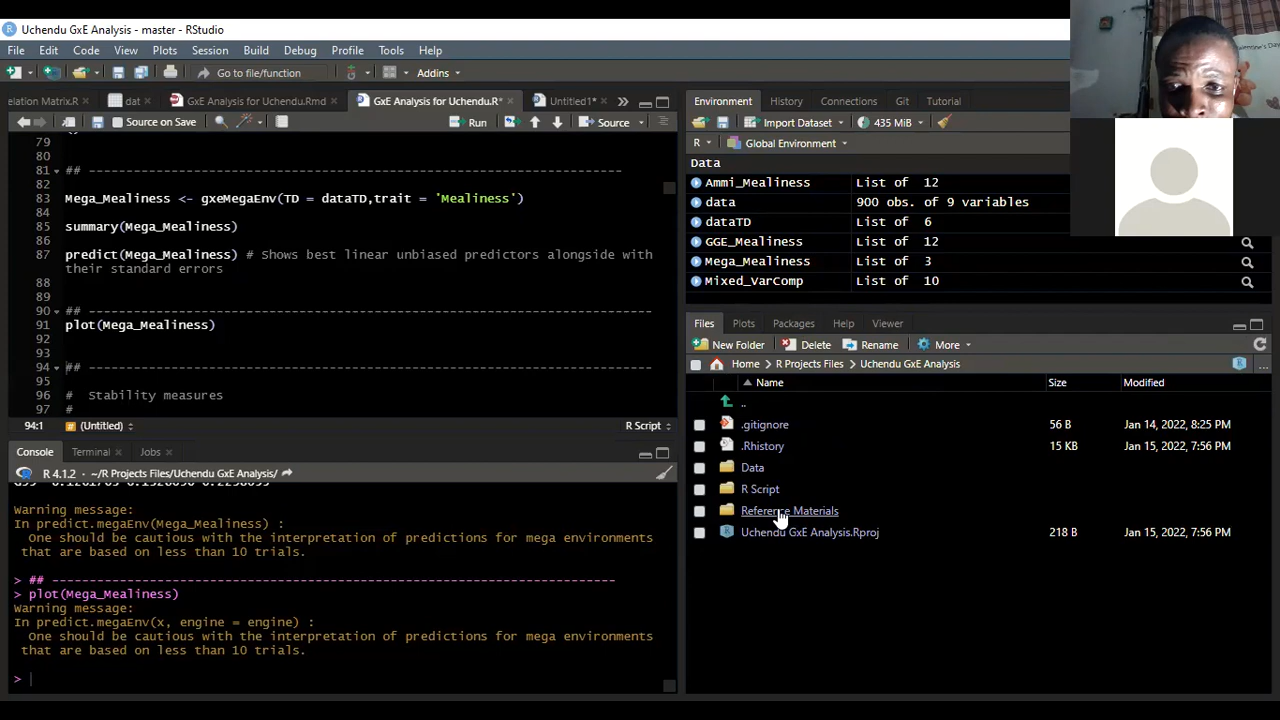 Uchendu GxE Analysis - master - RStudio
File Edit Code View Plots Session Build Debug Profile Tools Help
Go to file/function Addins
elation Matrix.R dat GxE Analysis for Uchendu.Rmd GxE Analysis for Uchendu.R* Untitled1*
Source on Save Run Source
79
80
81 ## ----------------------------------------------------------------------
82
83 Mega_Mealiness <- gxeMegaEnv(TD = dataTD,trait = 'Mealiness')
84
85 summary(Mega_Mealiness)
86
87 predict(Mega_Mealiness) # Shows best linear unbiased predictors alongside with
their standard errors
88
89
90 ## --------------------------------------------------------------------------
91 plot(Mega_Mealiness)
92
93
94 ## --------------------------------------------------------------------------
95
96 # Stability measures
97 #
94:1 # (Untitled) R Script
Console Terminal Jobs
R 4.1.2 · ~/R Projects Files/Uchendu GxE Analysis/
Warning message:
In predict.megaEnv(Mega_Mealiness) :
One should be cautious with the interpretation of predictions for mega environments
that are based on less than 10 trials.
> ## --------------------------------------------------------------------------
> plot(Mega_Mealiness)
Warning message:
In predict.megaEnv(x, engine = engine) :
One should be cautious with the interpretation of predictions for mega environments
that are based on less than 10 trials.
>
Environment History Connections Git Tutorial
Import Dataset 435 MiB
R Global Environment
Data
Ammi_Mealiness List of 12
data 900 obs. of 9 variables
dataTD List of 6
GGE_Mealiness List of 12
Mega_Mealiness List of 3
Mixed_VarComp List of 10
Files Plots Packages Help Viewer
New Folder Delete Rename More
Home > R Projects Files > Uchendu GxE Analysis
Name Size Modified
..
.gitignore 56 B Jan 14, 2022, 8:25 PM
.Rhistory 15 KB Jan 15, 2022, 7:56 PM
Data
R Script
Reference Materials
Uchendu GxE Analysis.Rproj 218 B Jan 15, 2022, 7:56 PM